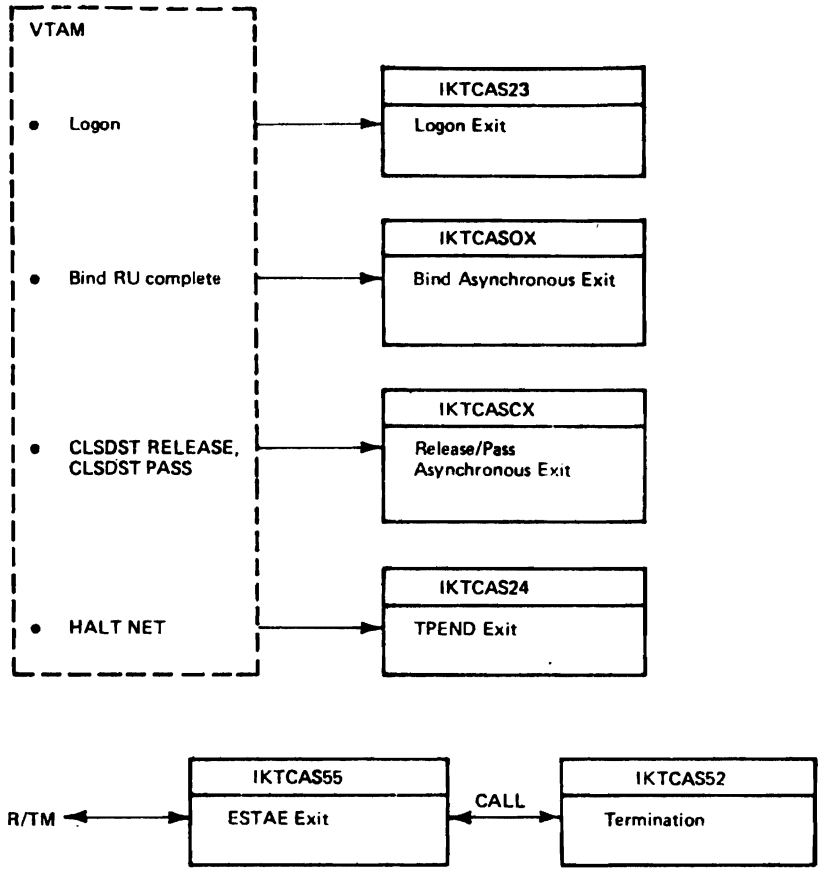 VTAM
IKTCAS23
• Logon
Logon Exit
IKTCASOX
• Bind RU complete
Bind Asynchronous Exit
IKTCASCX
• CLSDST RELEASE,
CLSDST PASS
Release/Pass
Asynchronous Exit
IKTCAS24
• HALT NET
TPEND Exit
IKTCAS55
IKTCAS52
R/TM
ESTAE Exit
CALL
Termination